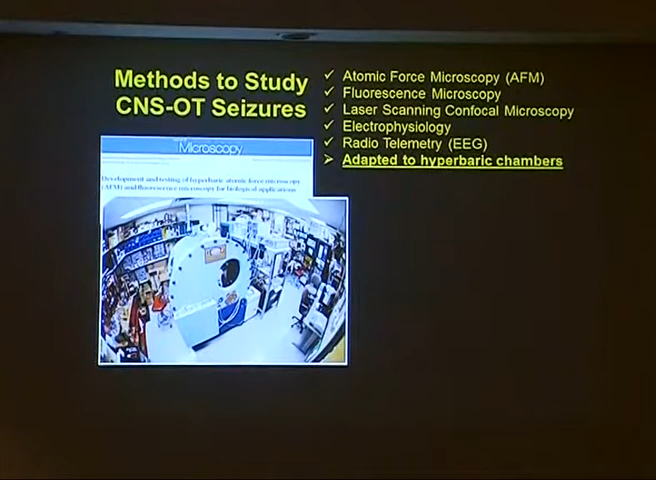 Methods to Study
CNS-OT Seizures
✓ Atomic Force Microscopy (AFM)
✓ Fluorescence Microscopy
✓ Laser Scanning Confocal Microscopy
✓ Electrophysiology
✓ Radio Telemetry (EEG)
➢ Adapted to hyperbaric chambers
Microscopy
Development and testing of hyperbaric atomic force microscopy
(AFM) and fluorescence microscopy for biological applications